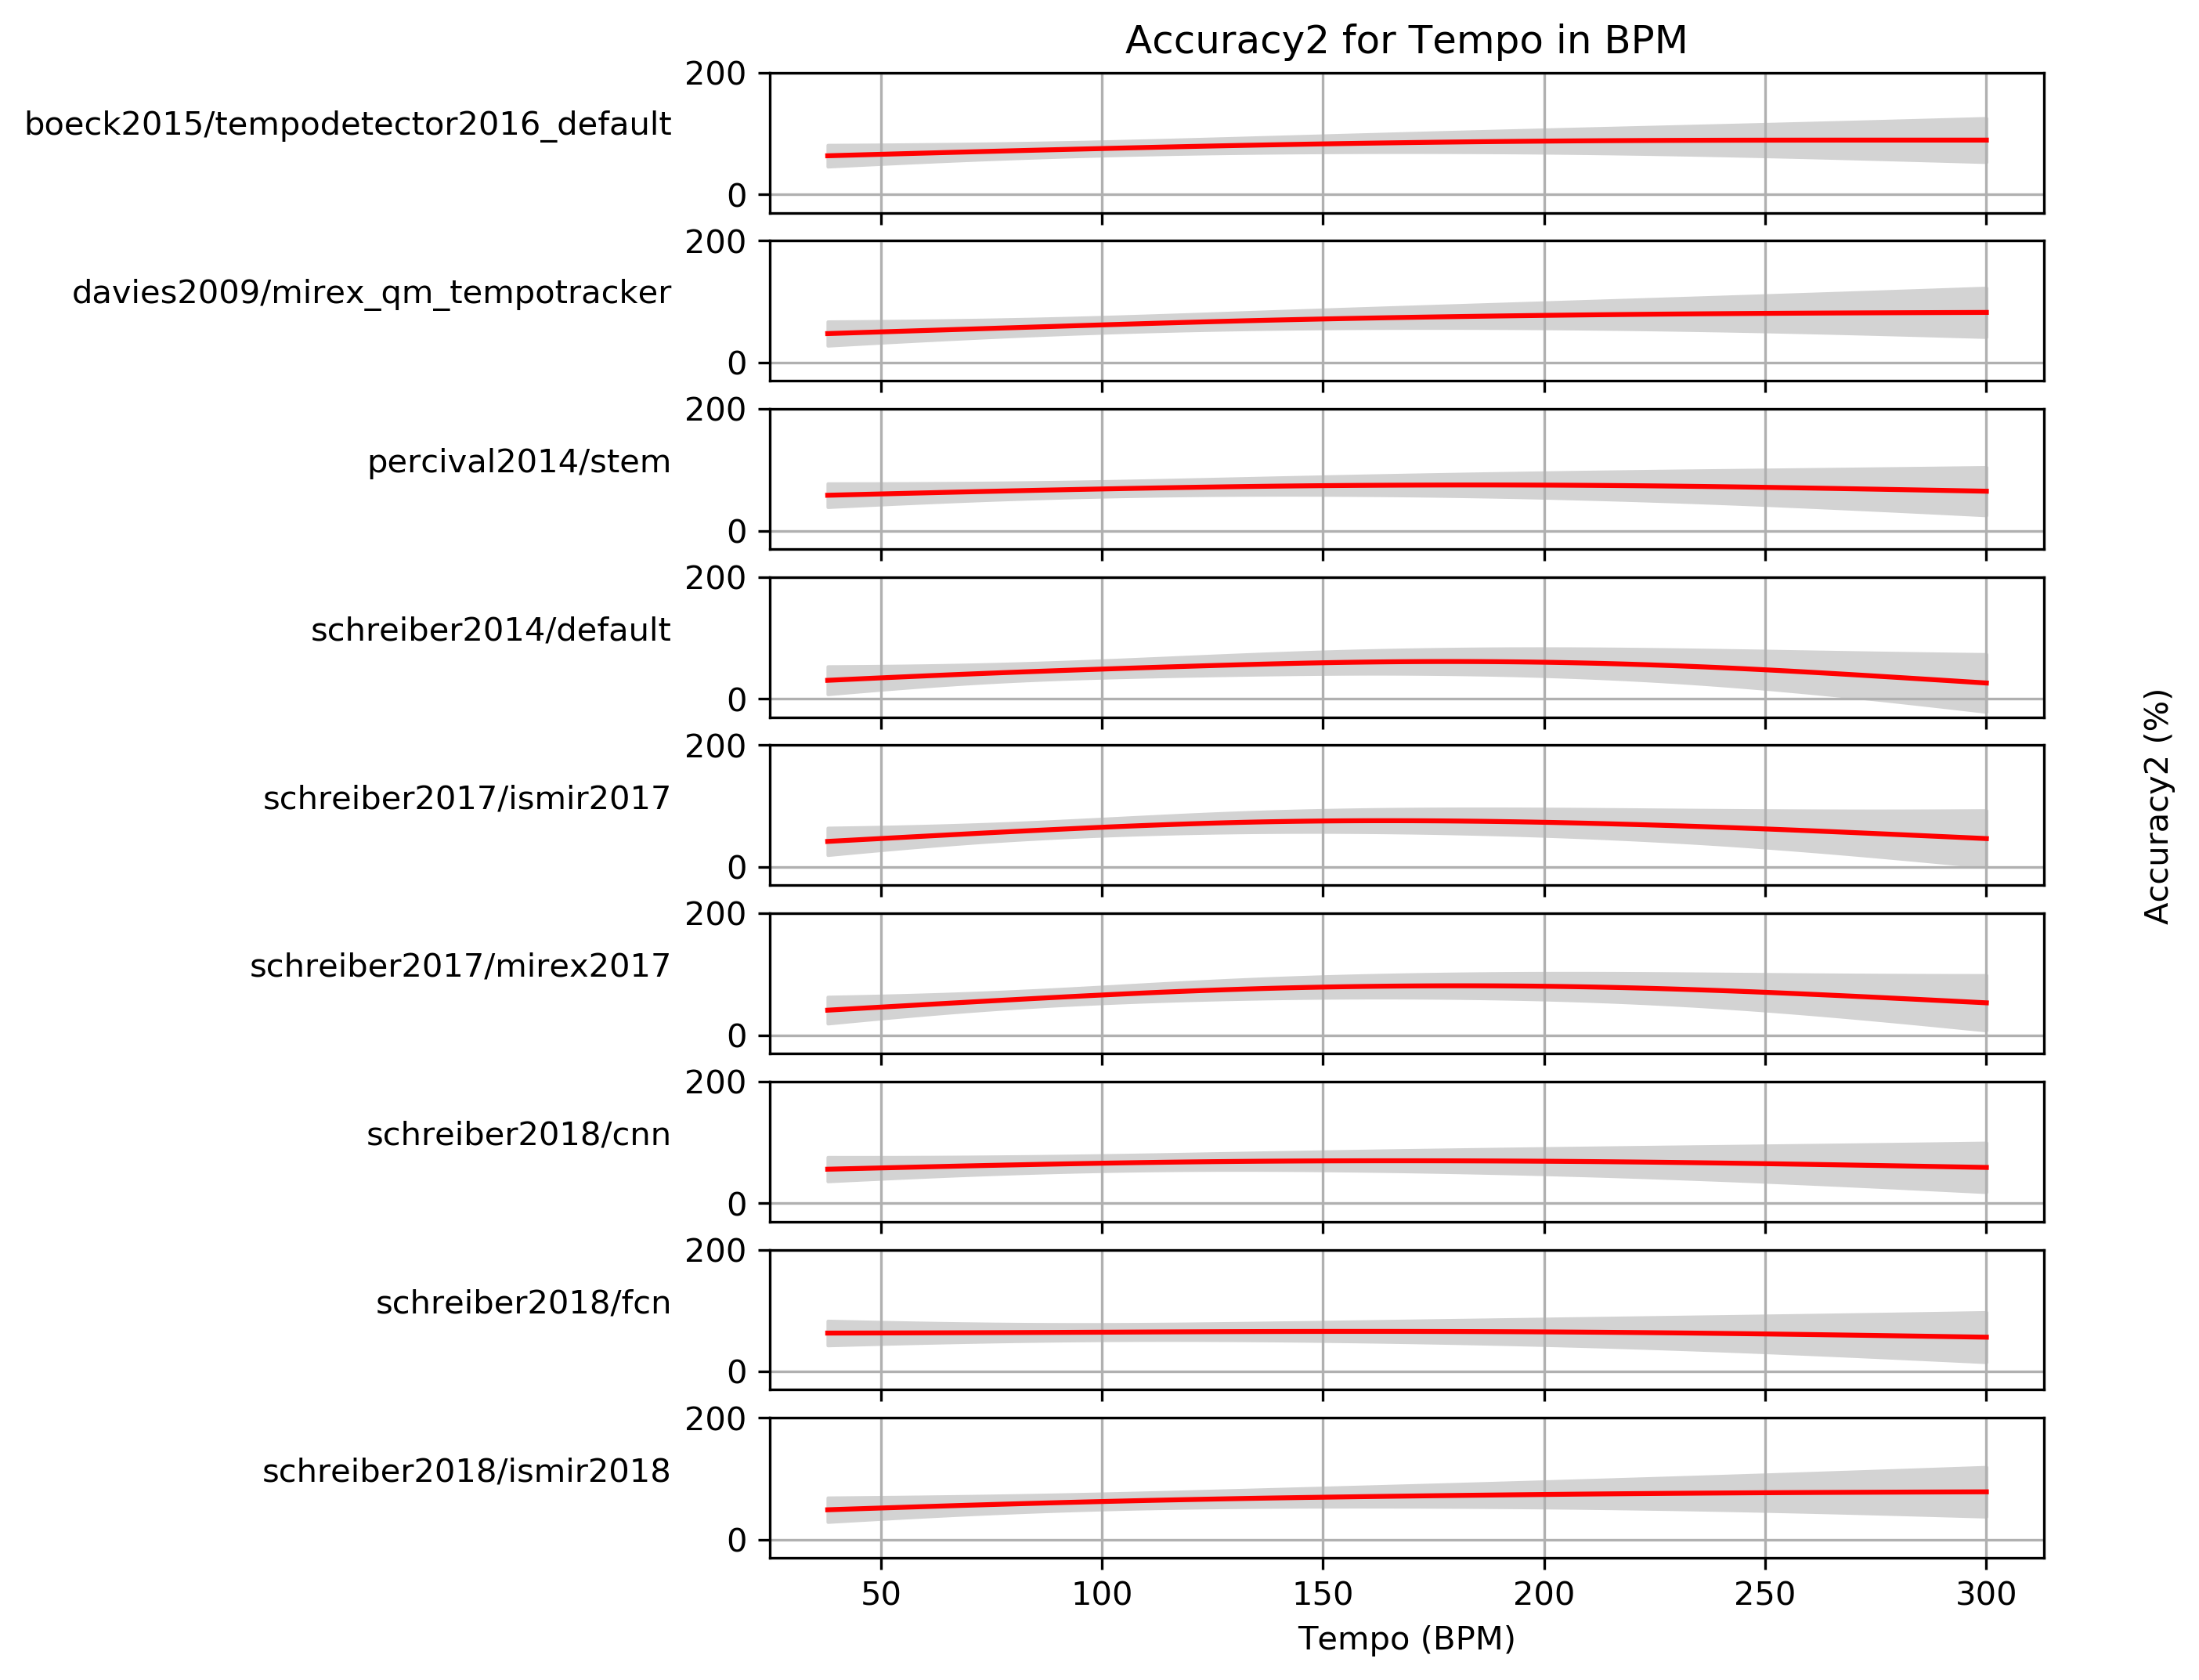 Accuracy2 for Tempo in BPM
200
boeck2015/tempodetector2016_default
0
200
davies2009/mirex_qm_tempotracker
0
200
percival2014/stem
0
200
schreiber2014/default
0
200
schreiber2017/ismir2017
0
200
schreiber2017/mirex2017
0
200
schreiber2018/cnn
0
200
schreiber2018/fcn
0
200
schreiber2018/ismir2018
0
50 100 150 200 250 300
Tempo (BPM)
Accuracy2 (%)